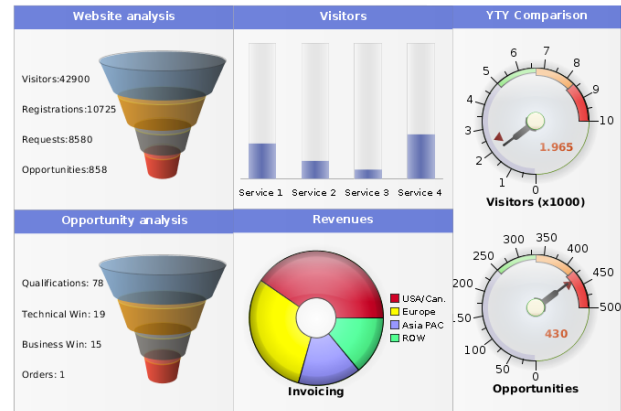 Website analysis
Visitors:42900
Registrations:10725
Requests:8580
Opportunities:858
Visitors
Service 1 Service 2 Service 3 Service 4
YTY Comparison
0 1 2 3 4 5 6 7 8 9 10
1.965
Visitors (x1000)
Opportunity analysis
Qualifications: 78
Technical Win: 19
Business Win: 15
Orders: 1
Revenues
USA/Can.
Europe
Asia PAC
ROW
Invoicing
0 50 100 150 200 250 300 350 400 450 500
430
Opportunities